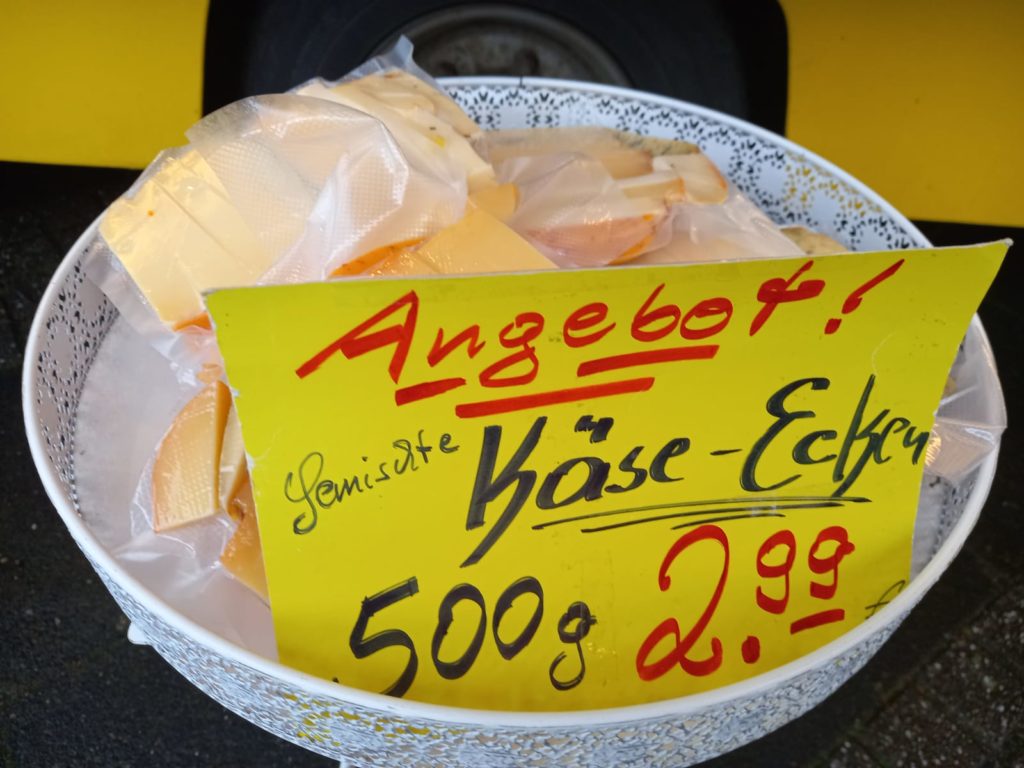 Angebot!
Gemischte Käse-Ecken
500g 2.99 €